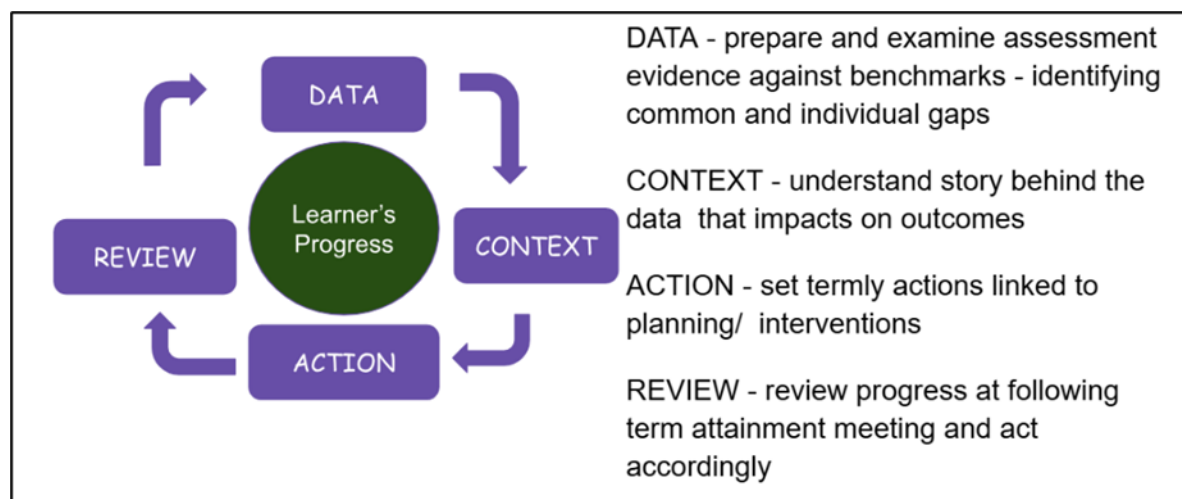 DATA
CONTEXT
ACTION
REVIEW
Learner's
Progress
DATA - prepare and examine assessment
evidence against benchmarks - identifying
common and individual gaps
CONTEXT - understand story behind the
data  that impacts on outcomes
ACTION - set termly actions linked to
planning/  interventions
REVIEW - review progress at following
term attainment meeting and act
accordingly